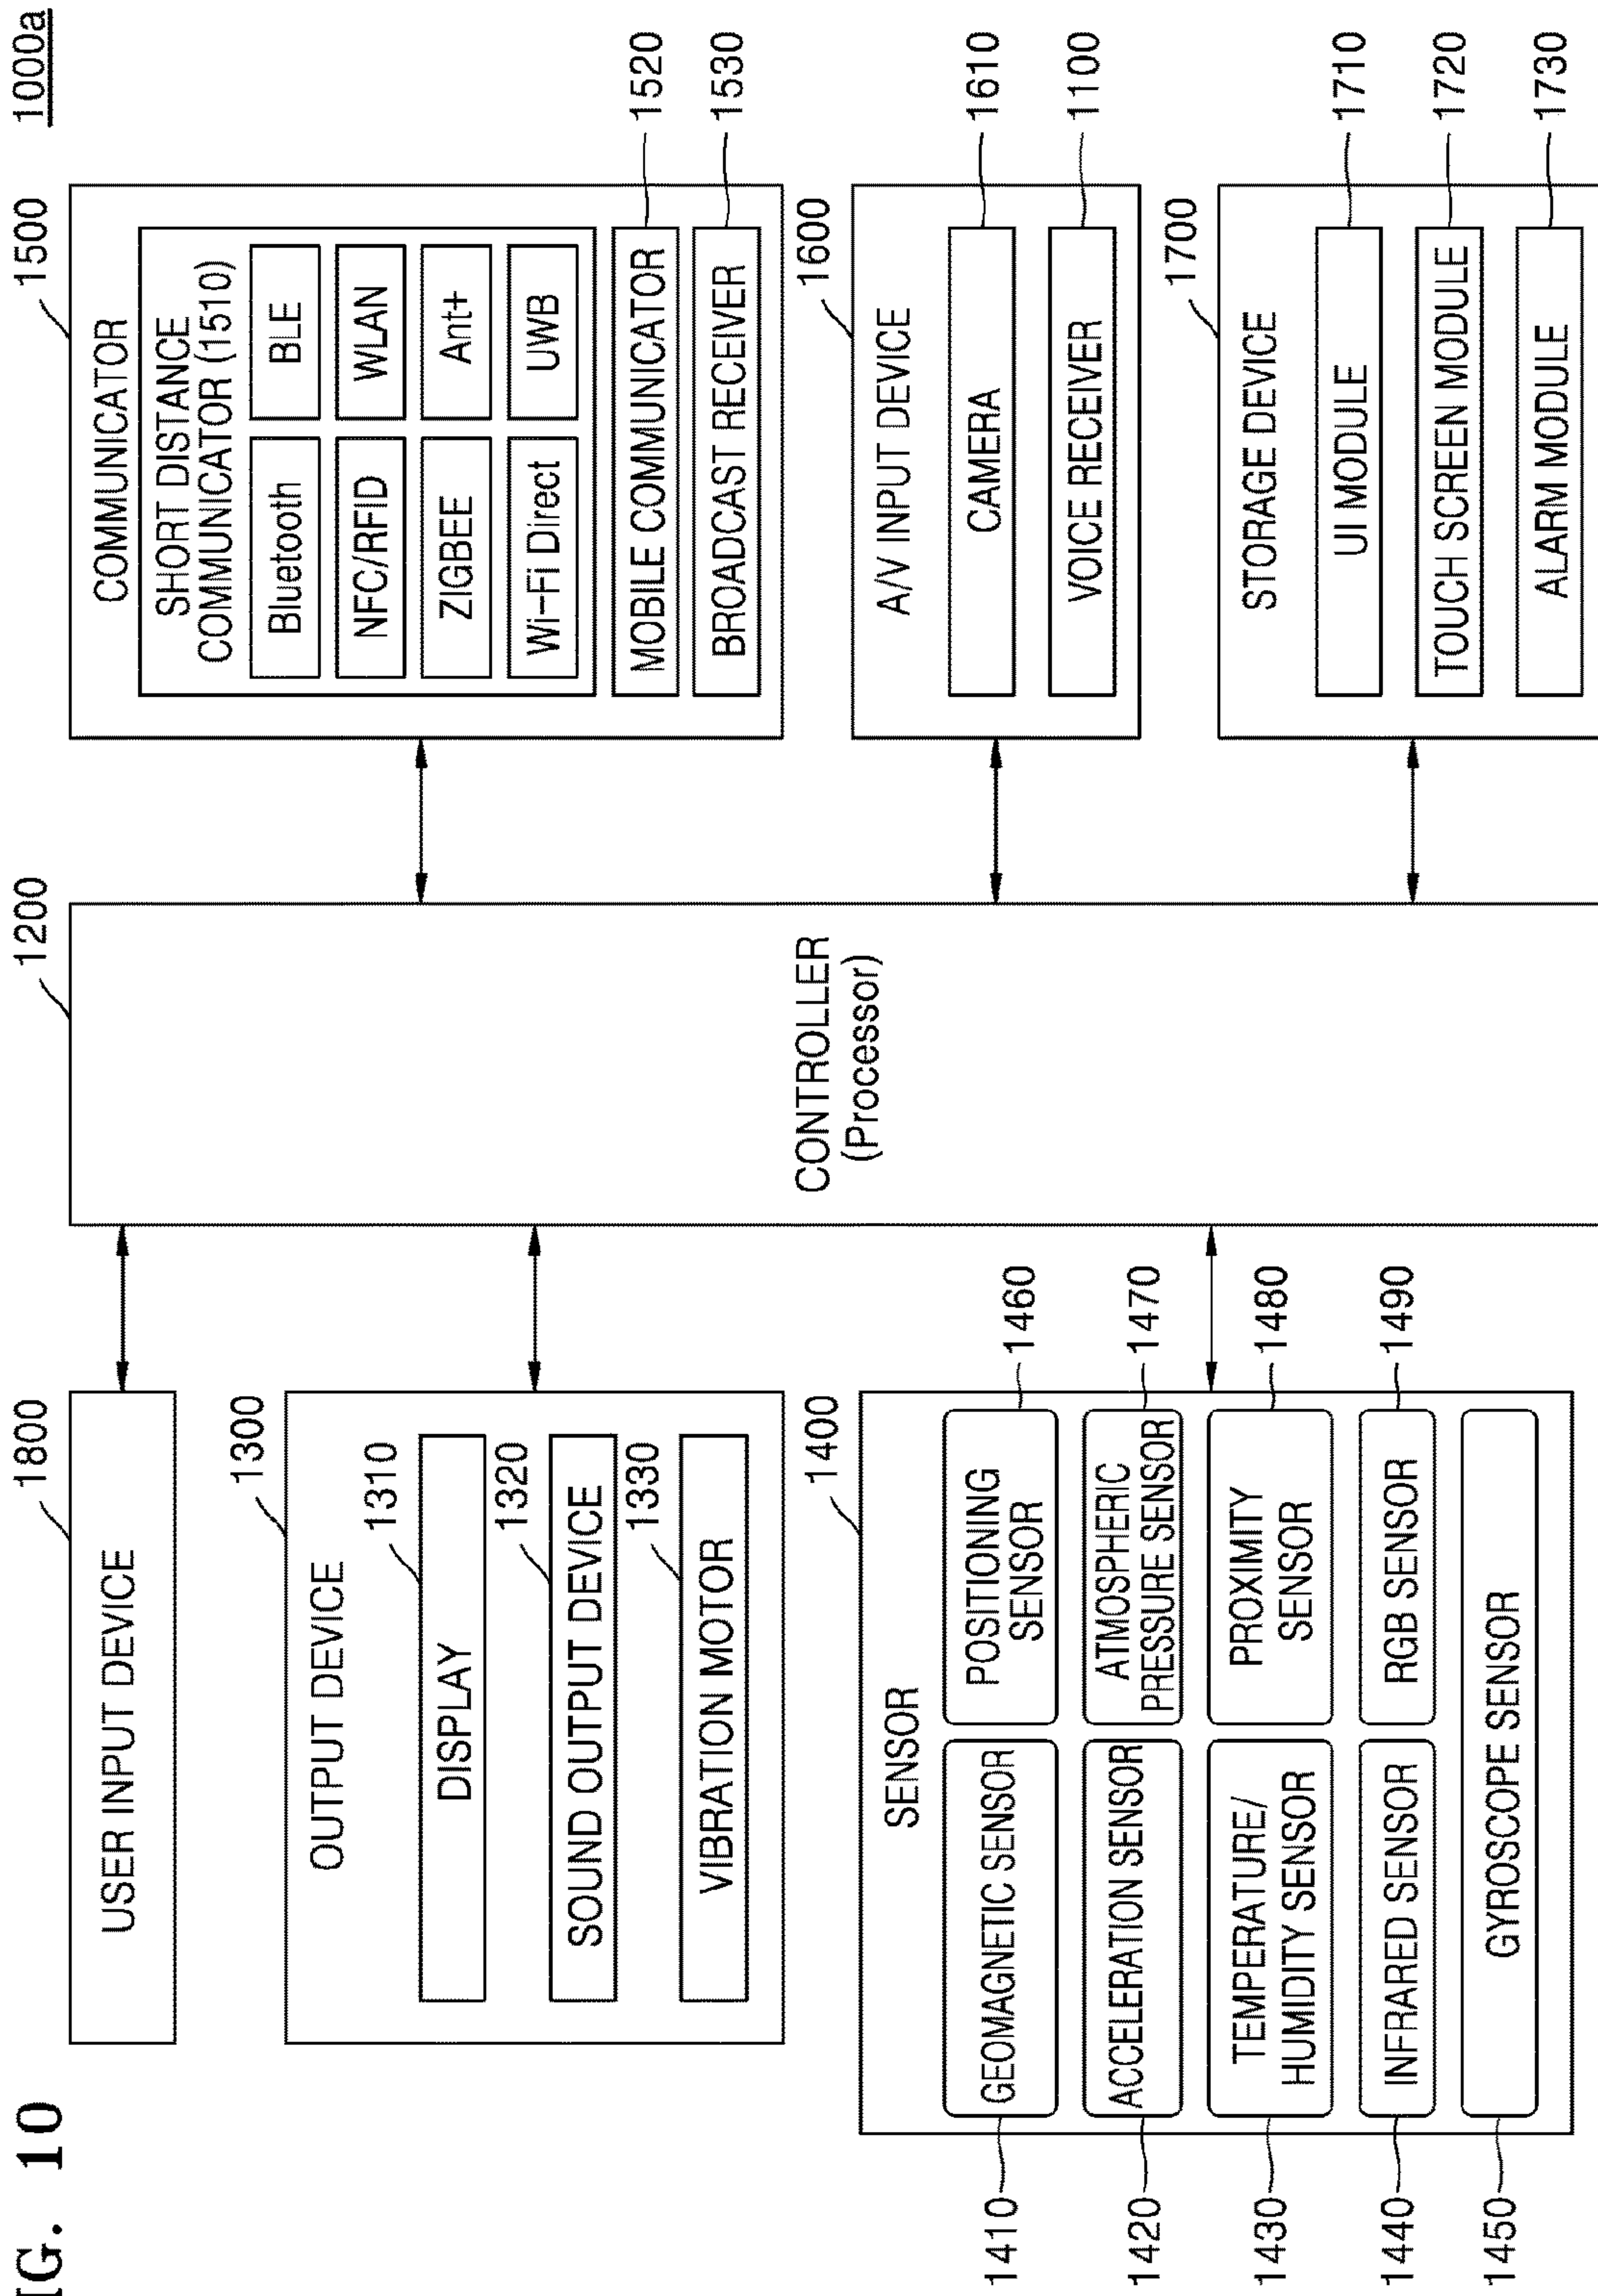 IG. 10
1000a
1800
USER INPUT DEVICE
1300
OUTPUT DEVICE
1310
DISPLAY
1320
SOUND OUTPUT DEVICE
1330
VIBRATION MOTOR
1400
SENSOR
1410
GEOMAGNETIC SENSOR
POSITIONING
SENSOR
1460
1420
ACCELERATION SENSOR
ATMOSPHERIC
PRESSURE SENSOR
1470
1430
TEMPERATURE/
HUMIDITY SENSOR
PROXIMITY
SENSOR
1480
1440
INFRARED SENSOR
RGB SENSOR
1490
1450
GYROSCOPE SENSOR
1200
CONTROLLER
(Processor)
1500
COMMUNICATOR
SHORT DISTANCE
COMMUNICATOR (1510)
Bluetooth
BLE
NFC/RFID
WLAN
ZIGBEE
Ant+
Wi-Fi Direct
UWB
MOBILE COMMUNICATOR
1520
BROADCAST RECEIVER
1530
1600
A/V INPUT DEVICE
CAMERA
1610
VOICE RECEIVER
1100
1700
STORAGE DEVICE
UI MODULE
1710
TOUCH SCREEN MODULE
1720
ALARM MODULE
1730